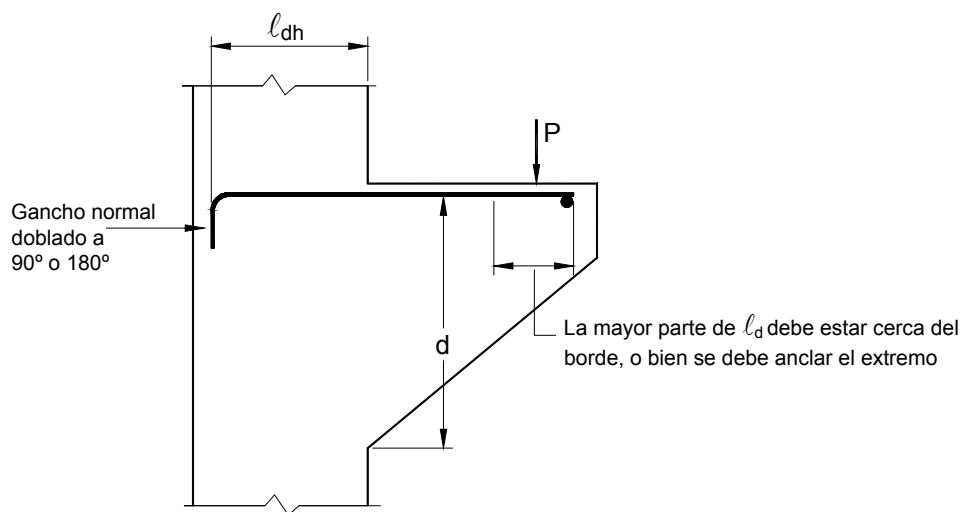 ℓdh
P
Gancho normal
doblado a
90º o 180º
d
La mayor parte de ℓd debe estar cerca del
borde, o bien se debe anclar el extremo